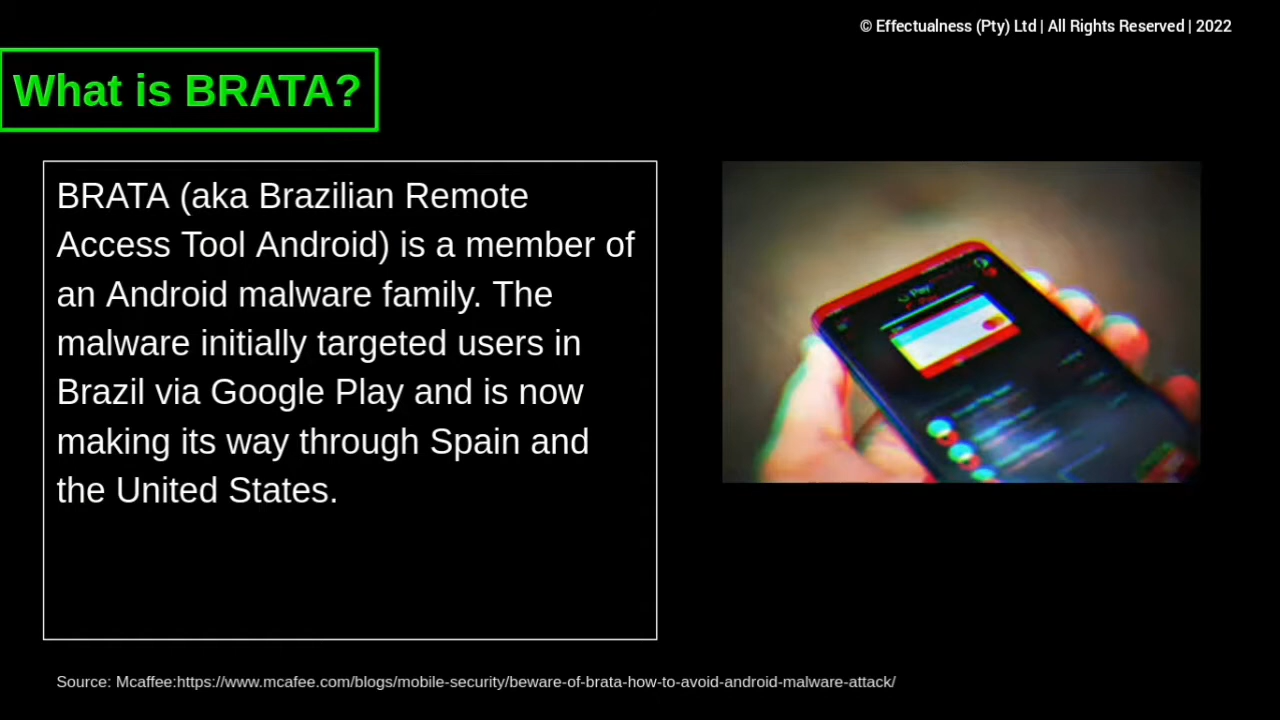 © Effectualness (Pty) Ltd | All Rights Reserved | 2022
What is BRATA?
BRATA (aka Brazilian Remote
Access Tool Android) is a member of
an Android malware family. The
malware initially targeted users in
Brazil via Google Play and is now
making its way through Spain and
the United States.
Pay
Source: Mcaffee:https://www.mcafee.com/blogs/mobile-security/beware-of-brata-how-to-avoid-android-malware-attack/